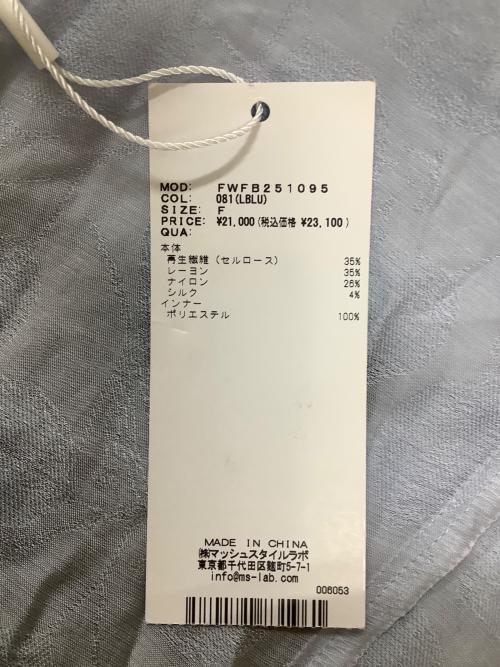 MOD: FWFB251095
COL: 081(LBLU)
SIZE: F
PRICE: ¥21,000(税込価格 ¥23,100)
QUA:
本体
再生繊維(セルロース) 35%
レーヨン 35%
ナイロン 26%
シルク 4%
インナー
ポリエステル 100%
MADE IN CHINA
㈱マッシュスタイルラボ
東京都千代田区麹町5-7-1
info@ms-lab.com
006053